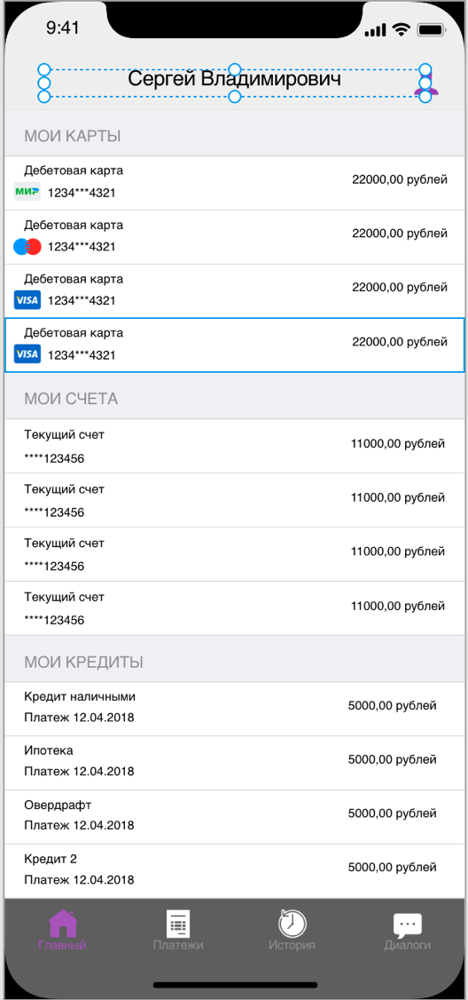 9:41
Сергей Владимирович
МОИ КАРТЫ
Дебетовая карта
22000,00 рублей
МИР 1234***4321
Дебетовая карта
22000,00 рублей
1234***4321
Дебетовая карта
22000,00 рублей
VISA 1234***4321
Дебетовая карта
22000,00 рублей
VISA 1234***4321
МОИ СЧЕТА
Текущий счет
11000,00 рублей
****123456
Текущий счет
11000,00 рублей
****123456
Текущий счет
11000,00 рублей
****123456
Текущий счет
11000,00 рублей
****123456
МОИ КРЕДИТЫ
Кредит наличными
5000,00 рублей
Платеж 12.04.2018
Ипотека
5000,00 рублей
Платеж 12.04.2018
Овердрафт
5000,00 рублей
Платеж 12.04.2018
Кредит 2
5000,00 рублей
Платеж 12.04.2018
Главный Платежи История Диалоги